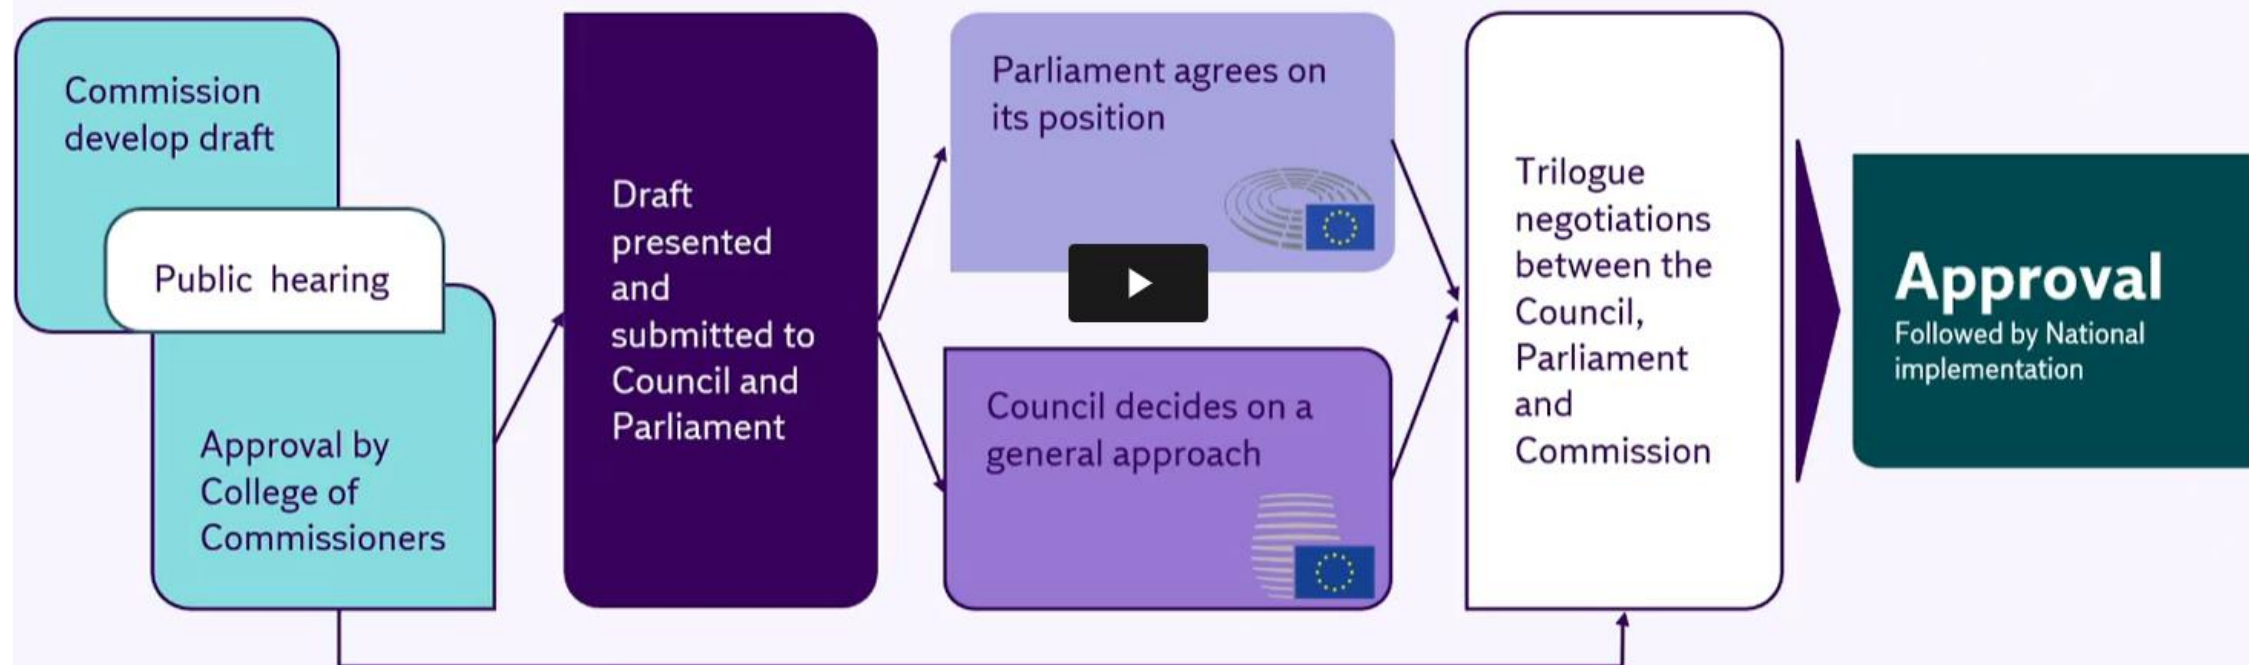 Commission
develop draft
Public hearing
Approval by
College of
Commissioners
Draft
presented
and
submitted to
Council and
Parliament
Parliament agrees on
its position
Council decides on a
general approach
Trilogue
negotiations
between the
Council,
Parliament
and
Commission
Approval
Followed by National
implementation